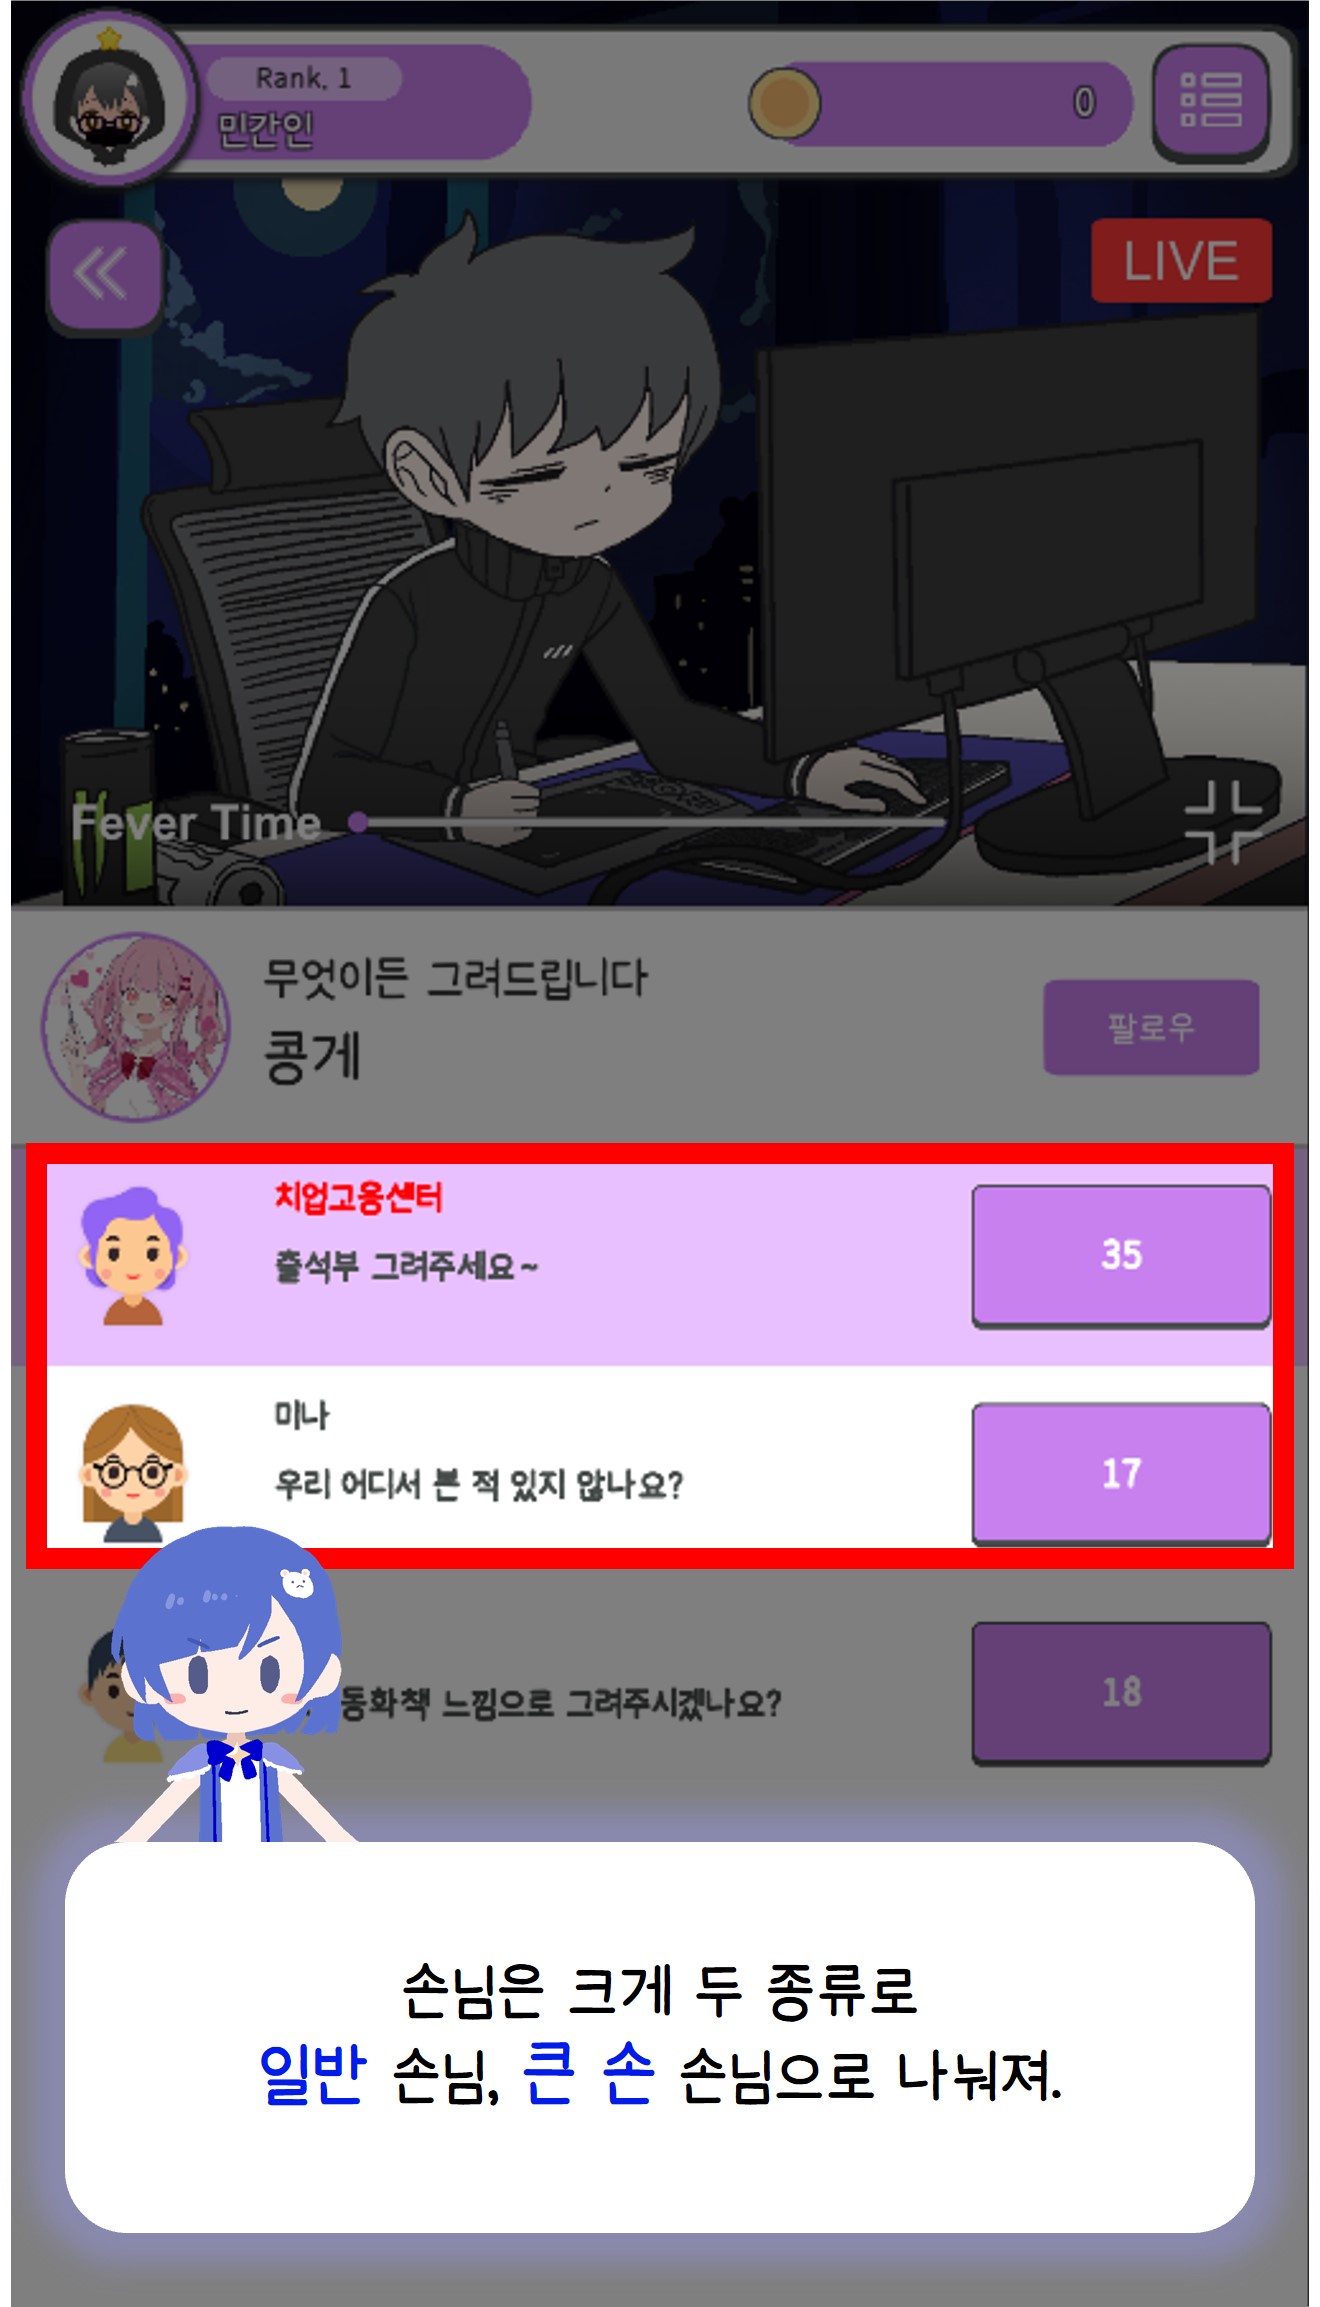 Rank. 1
민간인
0
LIVE
Fever Time
무엇이든 그려드립니다
콩게
팔로우
치업고용센터
출석부 그려주세요~
35
미나
우리 어디서 본 적 있지 않나요?
17
동화책 느낌으로 그려주시겠나요?
18
손님은 크게 두 종류로
일반 손님, 큰 손 손님으로 나눠져.